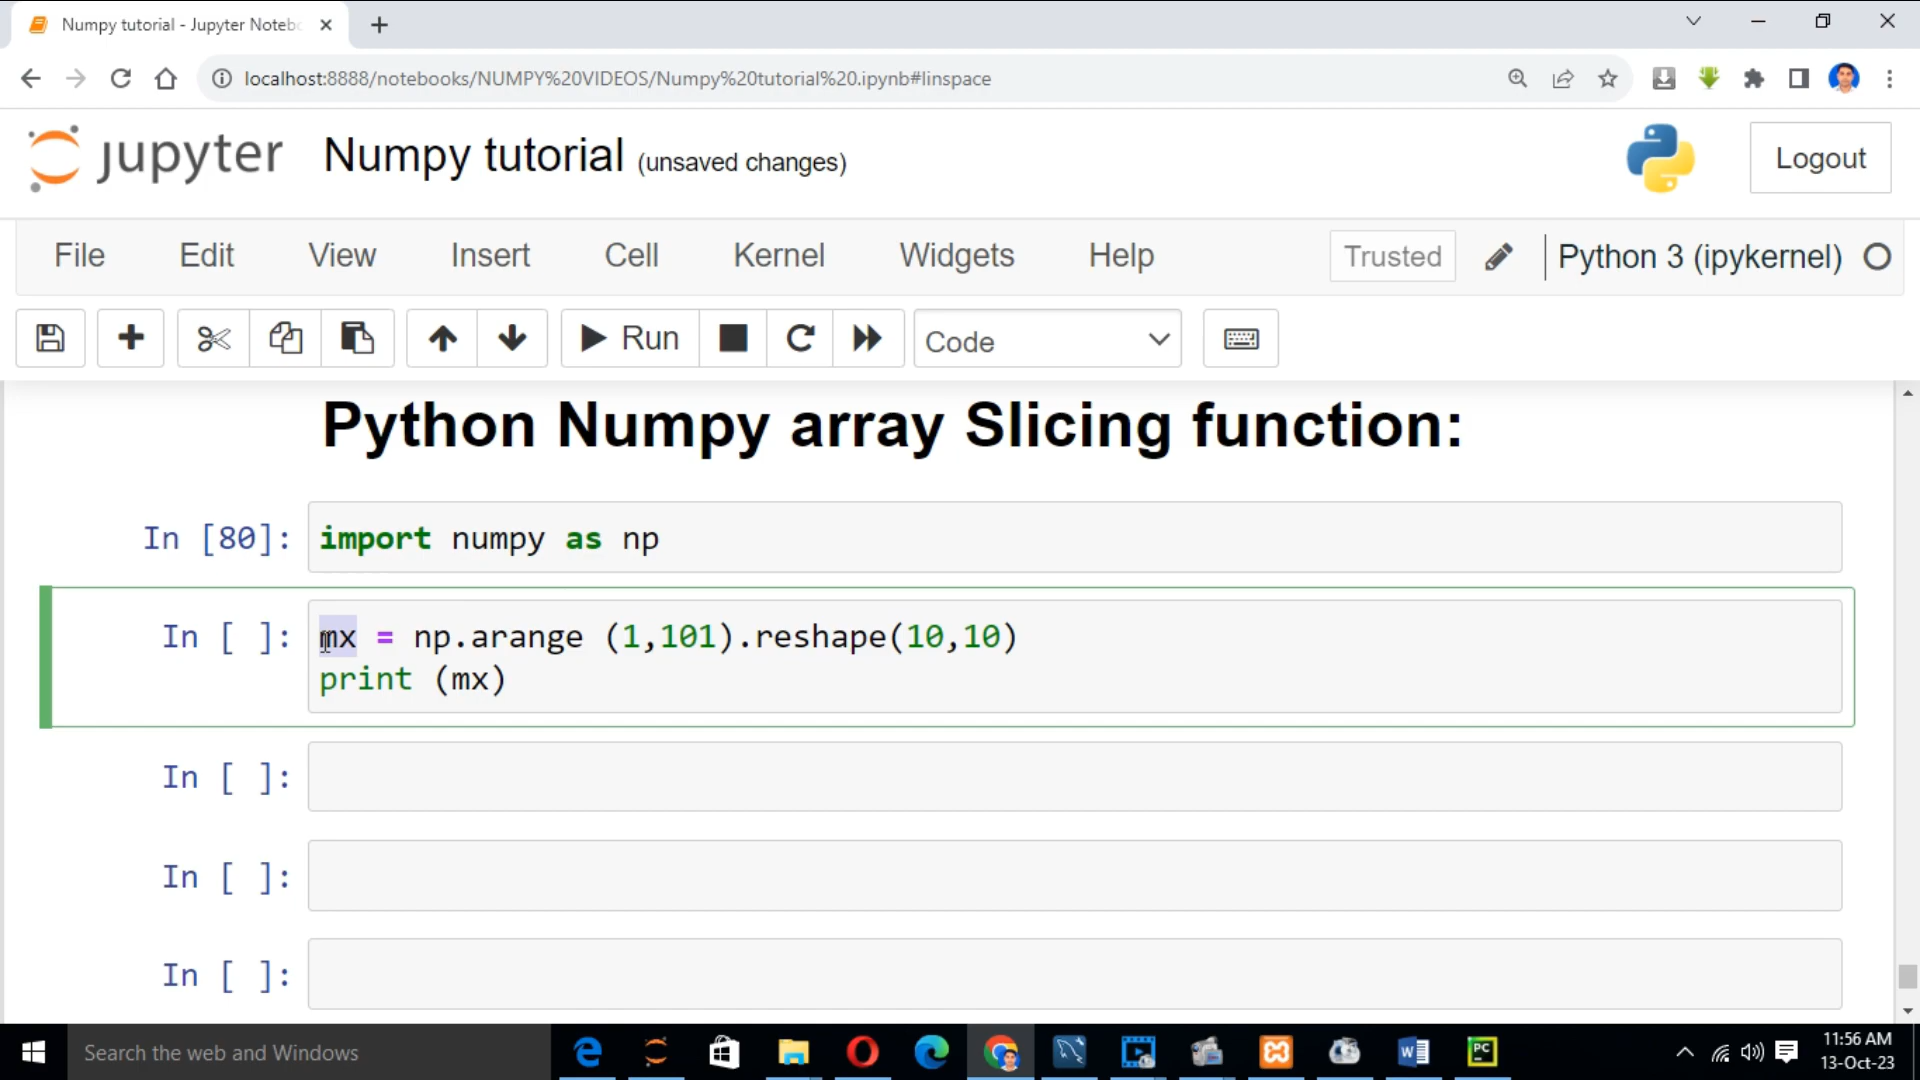 Numpy tutorial - Jupyter Noteb
localhost:8888/notebooks/NUMPY%20VIDEOS/Numpy%20tutorial%20.ipynb#linspace
jupyter Numpy tutorial (unsaved changes)
Logout
File Edit View Insert Cell Kernel Widgets Help Trusted Python 3 (ipykernel)
Run Code
Python Numpy array Slicing function:
In [80]: import numpy as np
In [ ]: mx = np.arange (1,101).reshape(10,10)
print (mx)
In [ ]:
In [ ]:
In [ ]:
Search the web and Windows
PC
11:56 AM
13-Oct-23